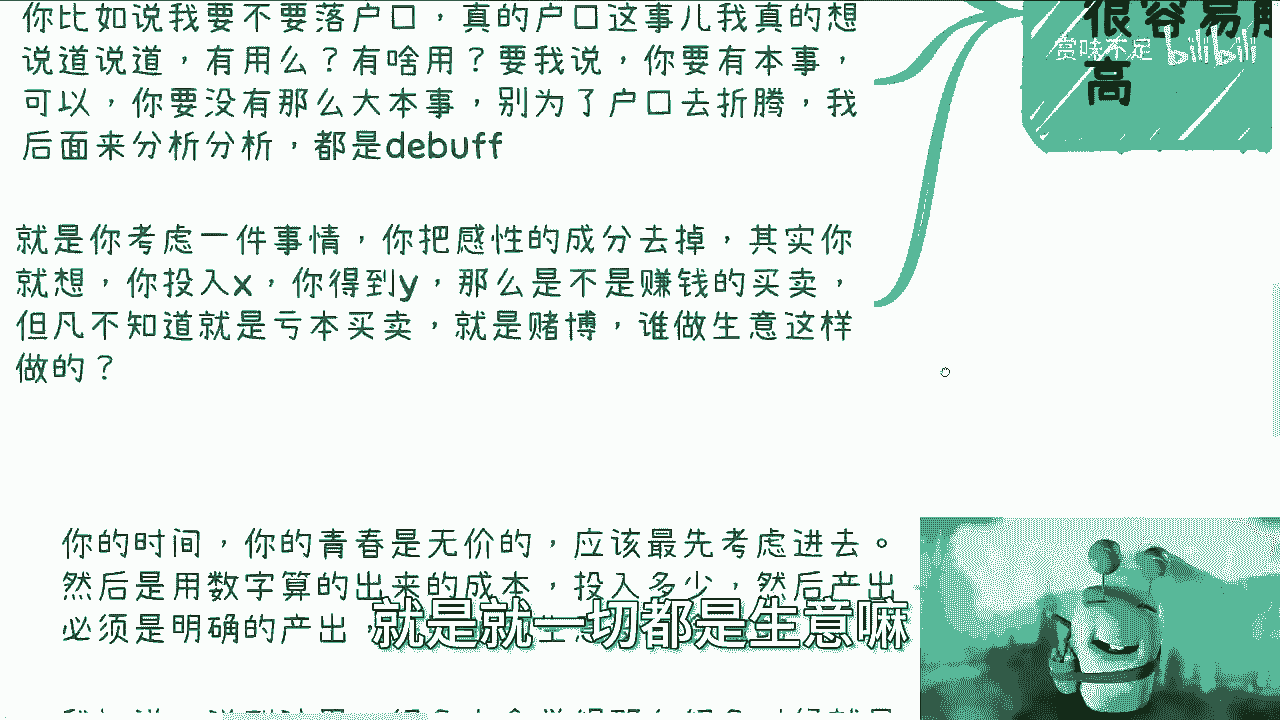 你比如说我要不要落户口，真的户口这事儿我真的想
说道说道，有用么？有啥用？要我说，你要有本事，
可以，你要没有那么大本事，别为了户口去折腾，我
后面来分析分析，都是debuff
很容易
高
赏味不足 bilibili
就是你考虑一件事情，你把感性的成分去掉，其实你
就想，你投入x，你得到y，那么是不是赚钱的买卖，
但凡不知道就是亏本买卖，就是赌博，谁做生意这样
做的？
你的时间，你的青春是无价的，应该最先考虑进去。
然后是用数字算的出来的成本，投入多少，然后产出
必须是明确的产出，
就是就一切都是生意嘛